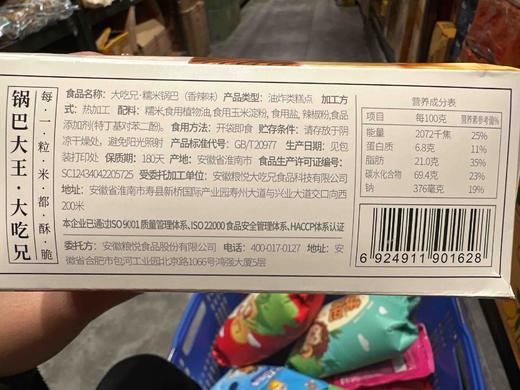 锅巴大王·大吃兄
每·一·粒·米·都·酥·脆
食品名称：大吃兄·糯米锅巴（香辣味）产品类型：油炸类糕点 加工方
式：热加工 配料：糯米,食用植物油,食用玉米淀粉,食用盐,辣椒粉,食品
添加剂(特丁基对苯二酚)。食用方法：开袋即食 贮存条件：请存放于阴
凉干燥处，避免阳光照射 产品标准代号：GB/T20977 生产日期：见包
装打印处 保质期：180天 产地：安徽省淮南市 食品生产许可证编号：
SC12434042205725 受委托加工单位：安徽粮悦大吃兄食品科技有限公司
地址：安徽省淮南市寿县新桥国际产业园寿州大道与兴业大道交口向西
200米
本企业已通过ISO 9001 质量管理体系、ISO 22000 食品安全管理体系、HACCP体系认证
委托方：安徽粮悦食品股份有限公司 电话：400-017-0127 地址：安
徽省合肥市包河工业园北京路1066号鸿强大厦5层
营养成分表
项目 每100克 营养素参考值%
能量 2072千焦 25%
蛋白质 6.8克 11%
脂肪 21.0克 35%
碳水化合物 69.4克 23%
钠 376毫克 19%
6 924911 901628